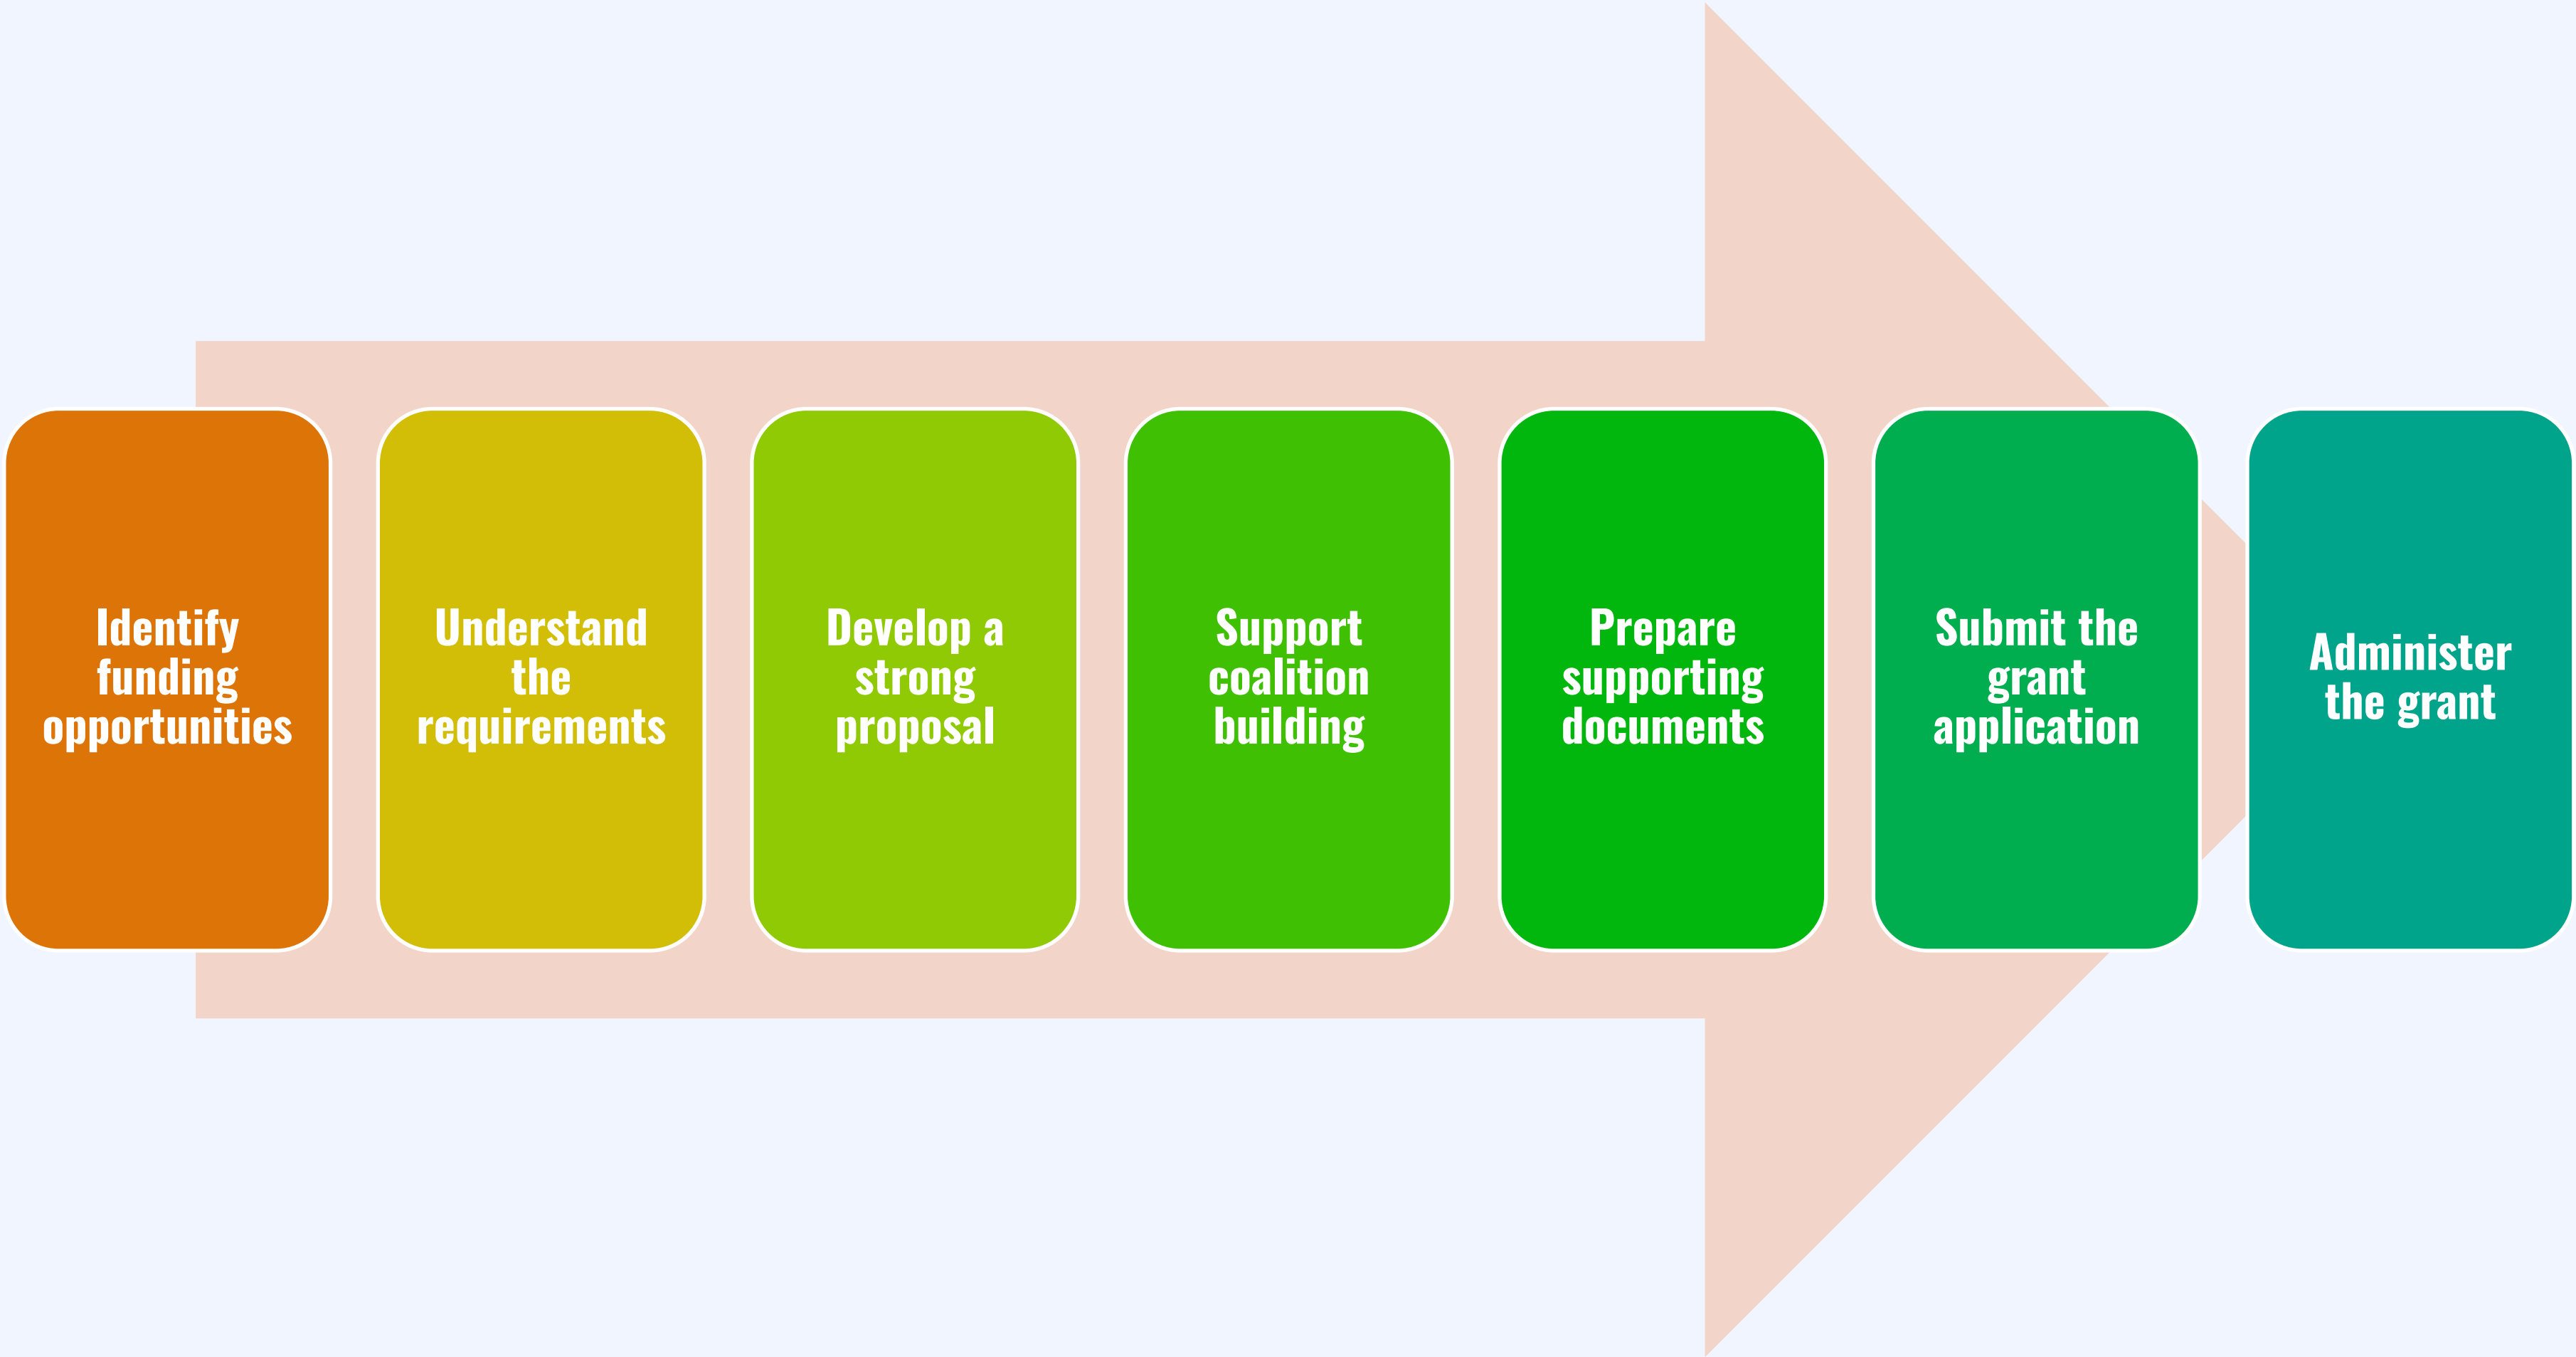 Identify
funding
opportunities
Understand
the
requirements
Develop a
strong
proposal
Support
coalition
building
Prepare
supporting
documents
Submit the
grant
application
Administer
the grant